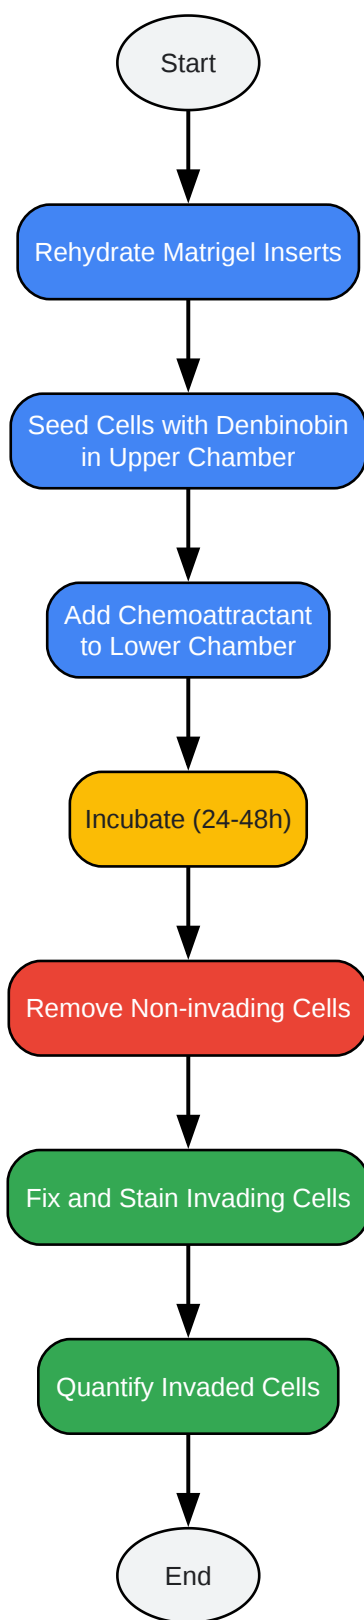 Start
Rehydrate Matrigel Inserts
Seed Cells with Denbinobin
in Upper Chamber
Add Chemoattractant
to Lower Chamber
Incubate (24-48h)
Remove Non-invading Cells
Fix and Stain Invading Cells
Quantify Invaded Cells
End